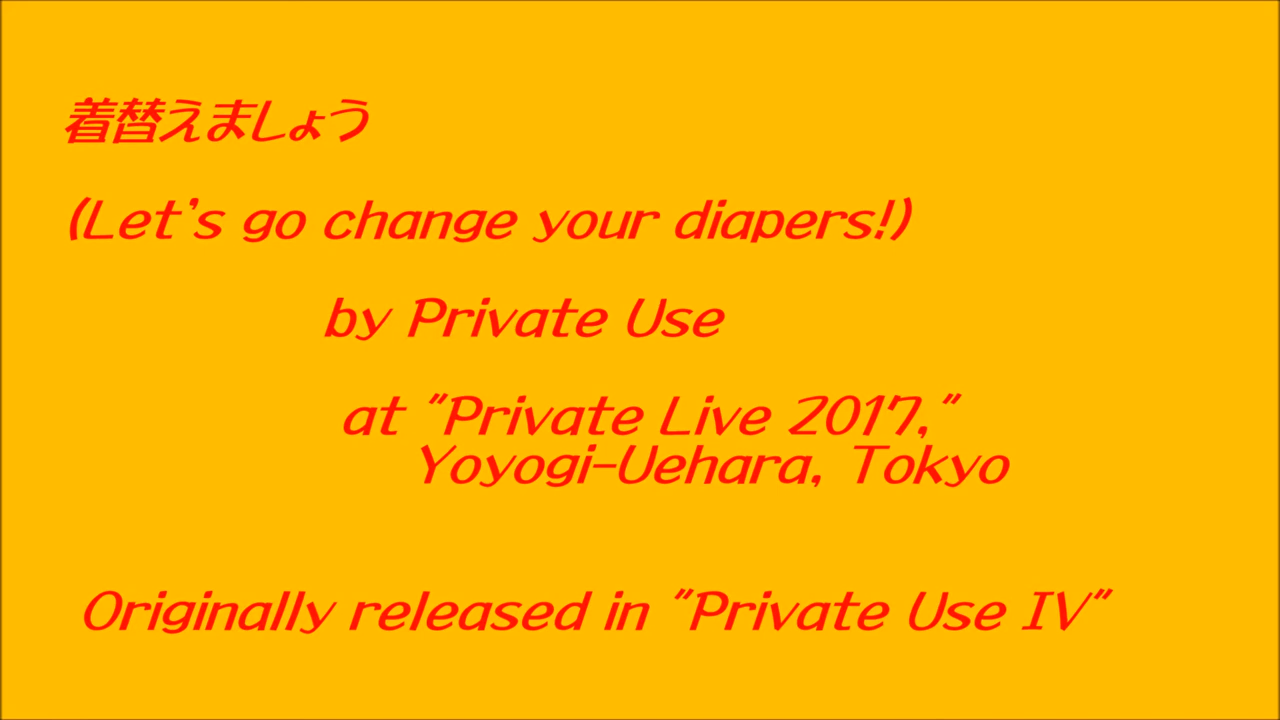 着替えましょう
(Let's go change your diapers!)
by Private Use
at "Private Live 2017,"
Yoyogi-Uehara, Tokyo
Originally released in "Private Use IV"